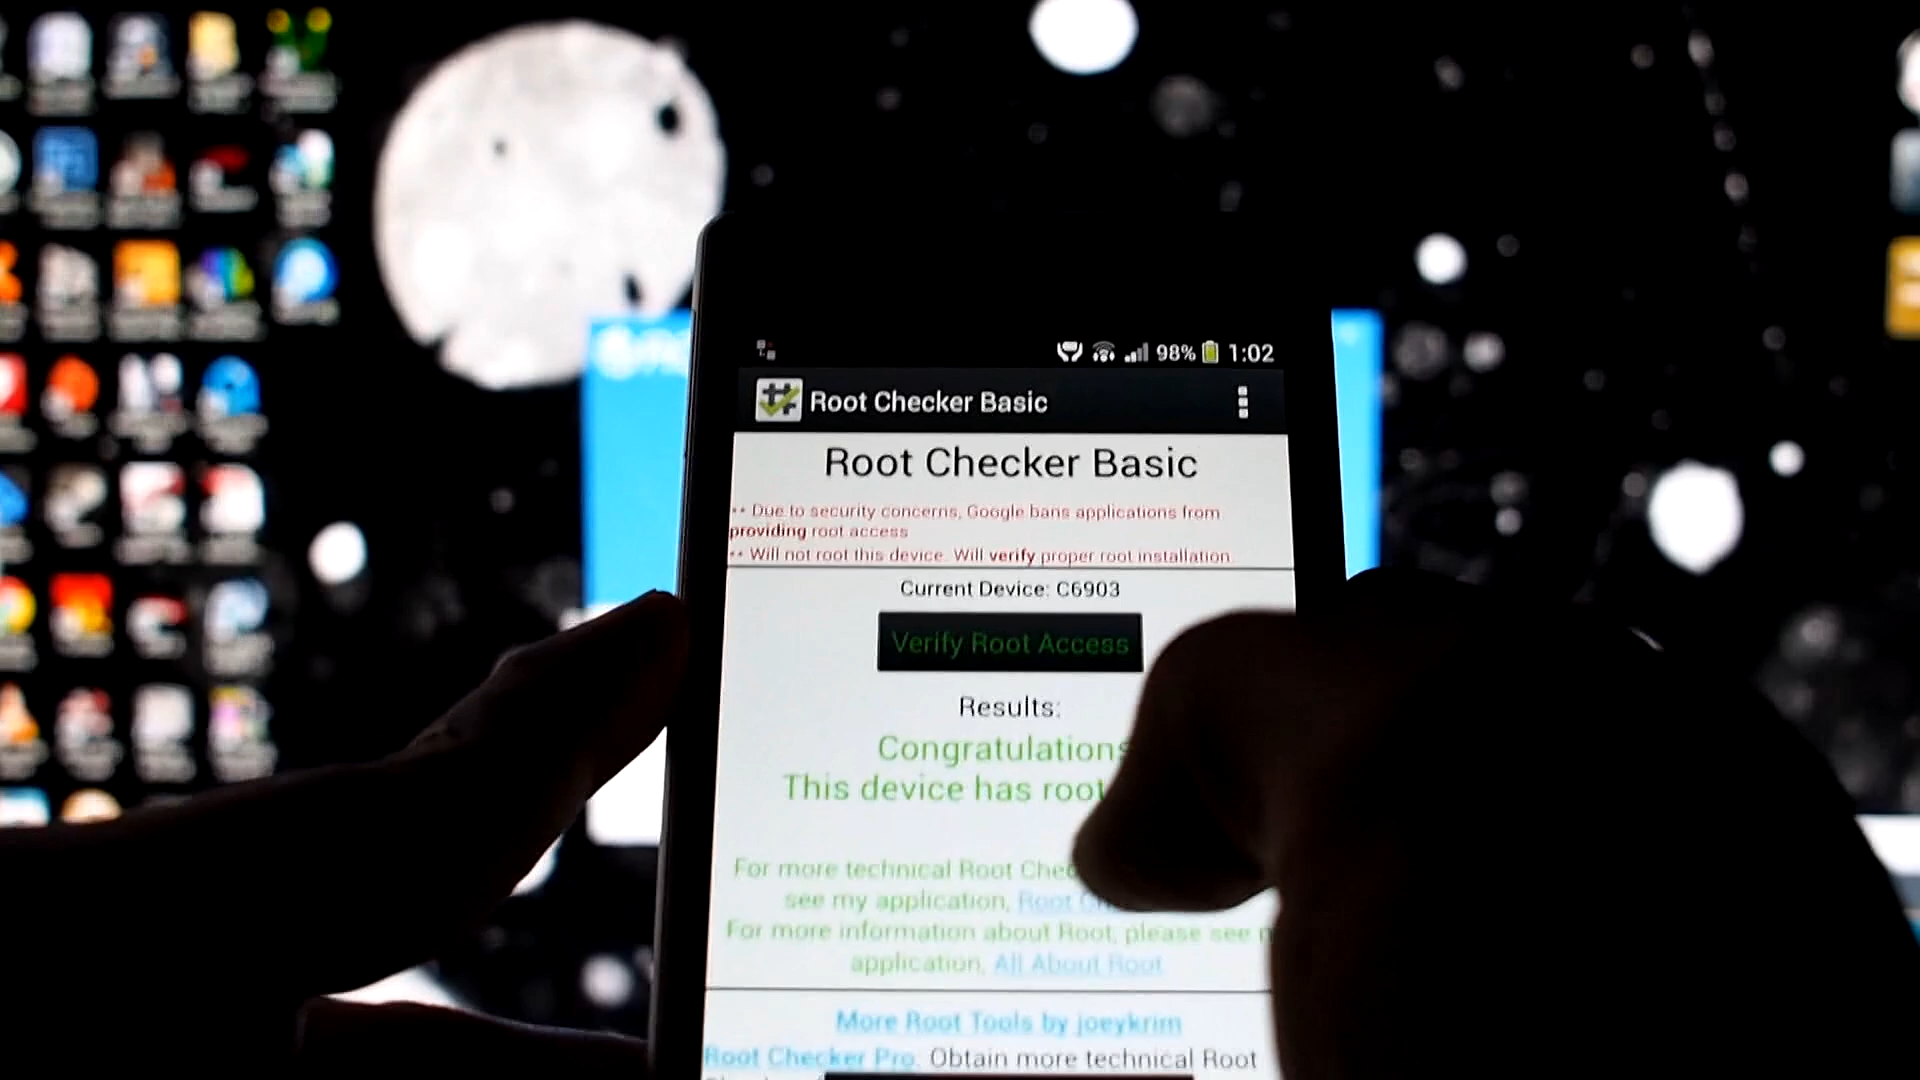 98% 1:02
Root Checker Basic
Root Checker Basic
** Due to security concerns, Google bans applications from
providing root access
** Will not root this device. Will verify proper root installation.
Current Device: C6903
Verify Root Access
Results:
Congratulations
This device has root
For more technical Root
see my application, Root
For more information about Root, please see
application, All About Root
More Root Tools by joeykrim
Root Checker Pro. Obtain more technical Root